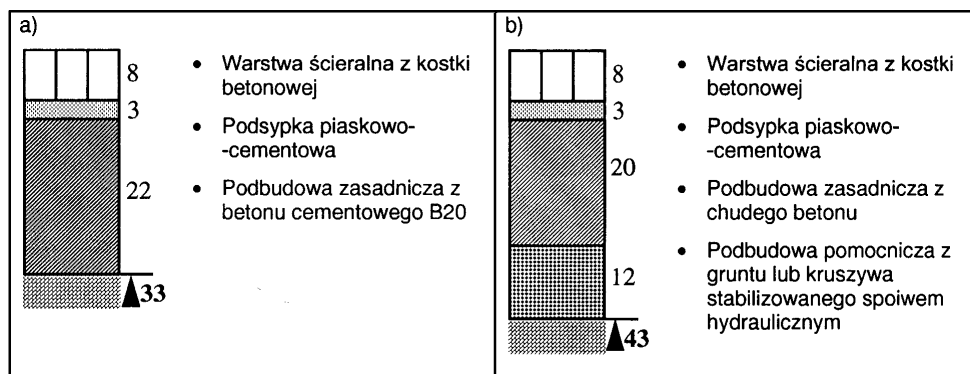 a)
8
3
22
33
• Warstwa ścieralna z kostki
betonowej
• Podsypka piaskowo-
-cementowa
• Podbudowa zasadnicza z
betonu cementowego B20
b)
8
3
20
12
43
• Warstwa ścieralna z kostki
betonowej
• Podsypka piaskowo-
-cementowa
• Podbudowa zasadnicza z
chudego betonu
• Podbudowa pomocnicza z
gruntu lub kruszywa
stabilizowanego spoiwem
hydraulicznym